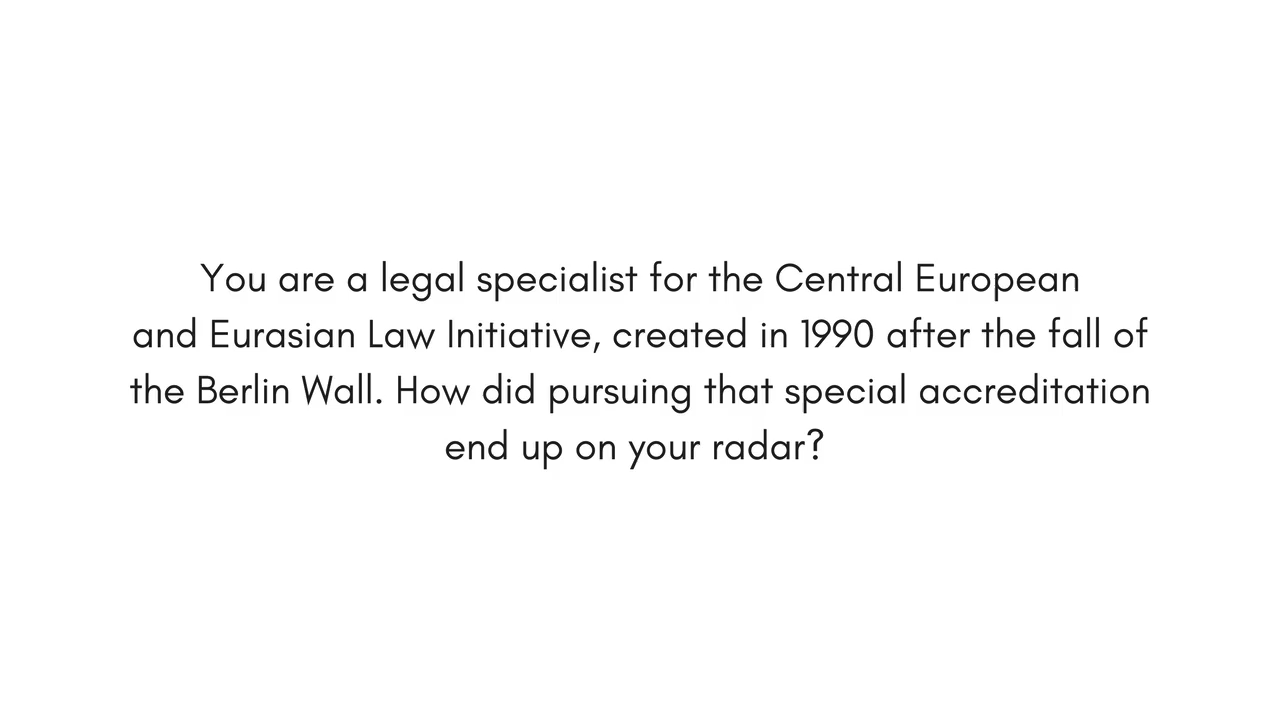 You are a legal specialist for the Central European
and Eurasian Law Initiative, created in 1990 after the fall of
the Berlin Wall. How did pursuing that special accreditation
end up on your radar?